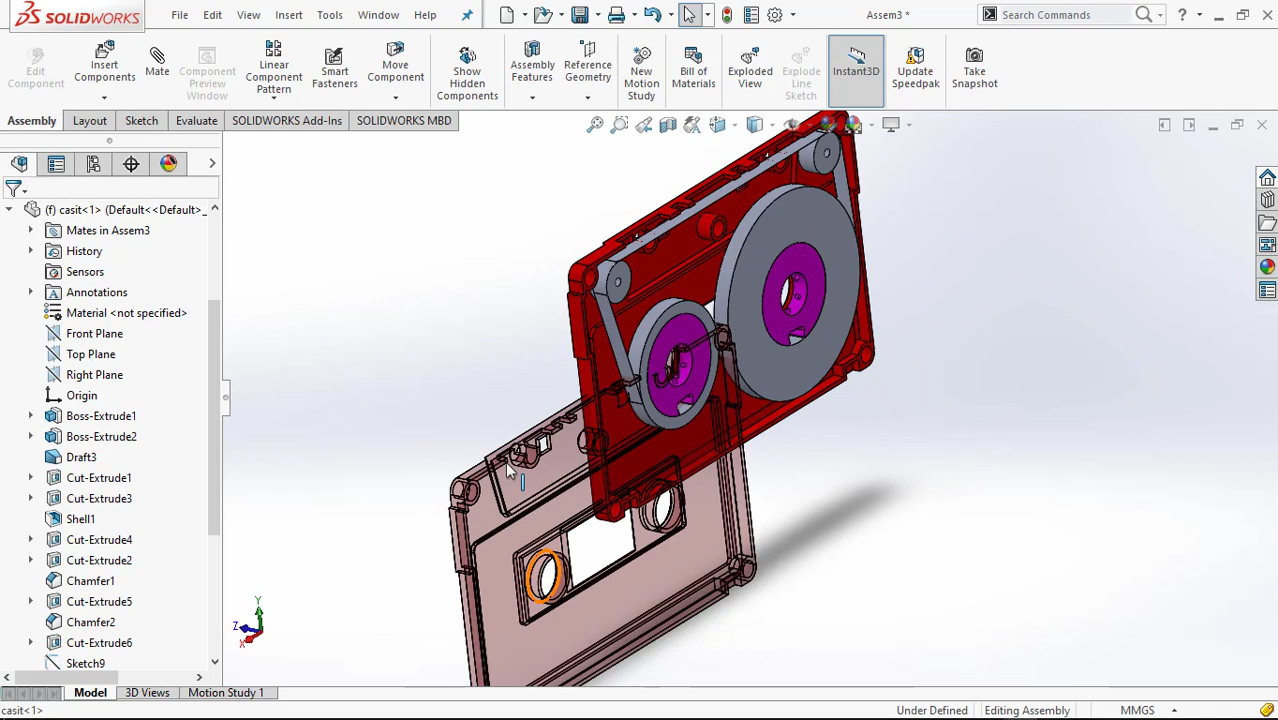 SOLIDWORKS
File Edit View Insert Tools Window Help
Assem3 *
Search Commands
?
Edit Component
Insert Components
Mate
Component Preview Window
Linear Component Pattern
Smart Fasteners
Move Component
Show Hidden Components
Assembly Features
Reference Geometry
New Motion Study
Bill of Materials
Exploded View
Explode Line Sketch
Instant3D
Update Speedpak
Take Snapshot
Assembly Layout Sketch Evaluate SOLIDWORKS Add-Ins SOLIDWORKS MBD
(f) casit<1> (Default<<Default>_
Mates in Assem3
History
Sensors
Annotations
Material <not specified>
Front Plane
Top Plane
Right Plane
Origin
Boss-Extrude1
Boss-Extrude2
Draft3
Cut-Extrude1
Cut-Extrude3
Shell1
Cut-Extrude4
Cut-Extrude2
Chamfer1
Cut-Extrude5
Chamfer2
Cut-Extrude6
Sketch9
Y
Z
X
Model 3D Views Motion Study 1
casit<1>
Under Defined Editing Assembly MMGS